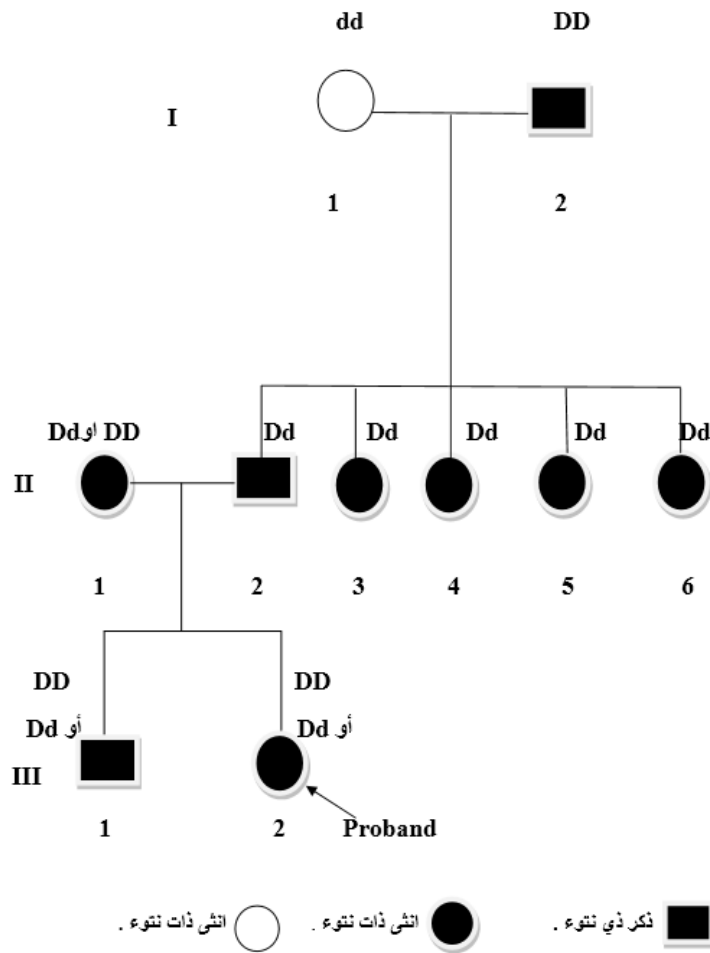 dd DD
I
1 2
Dd او DD Dd Dd Dd Dd Dd
II
1 2 3 4 5 6
DD DD
أو Dd أو Dd
III
1 2 Proband
ذكر ذي نتوء . انثى ذات نتوء . انثى ذات نتوء .